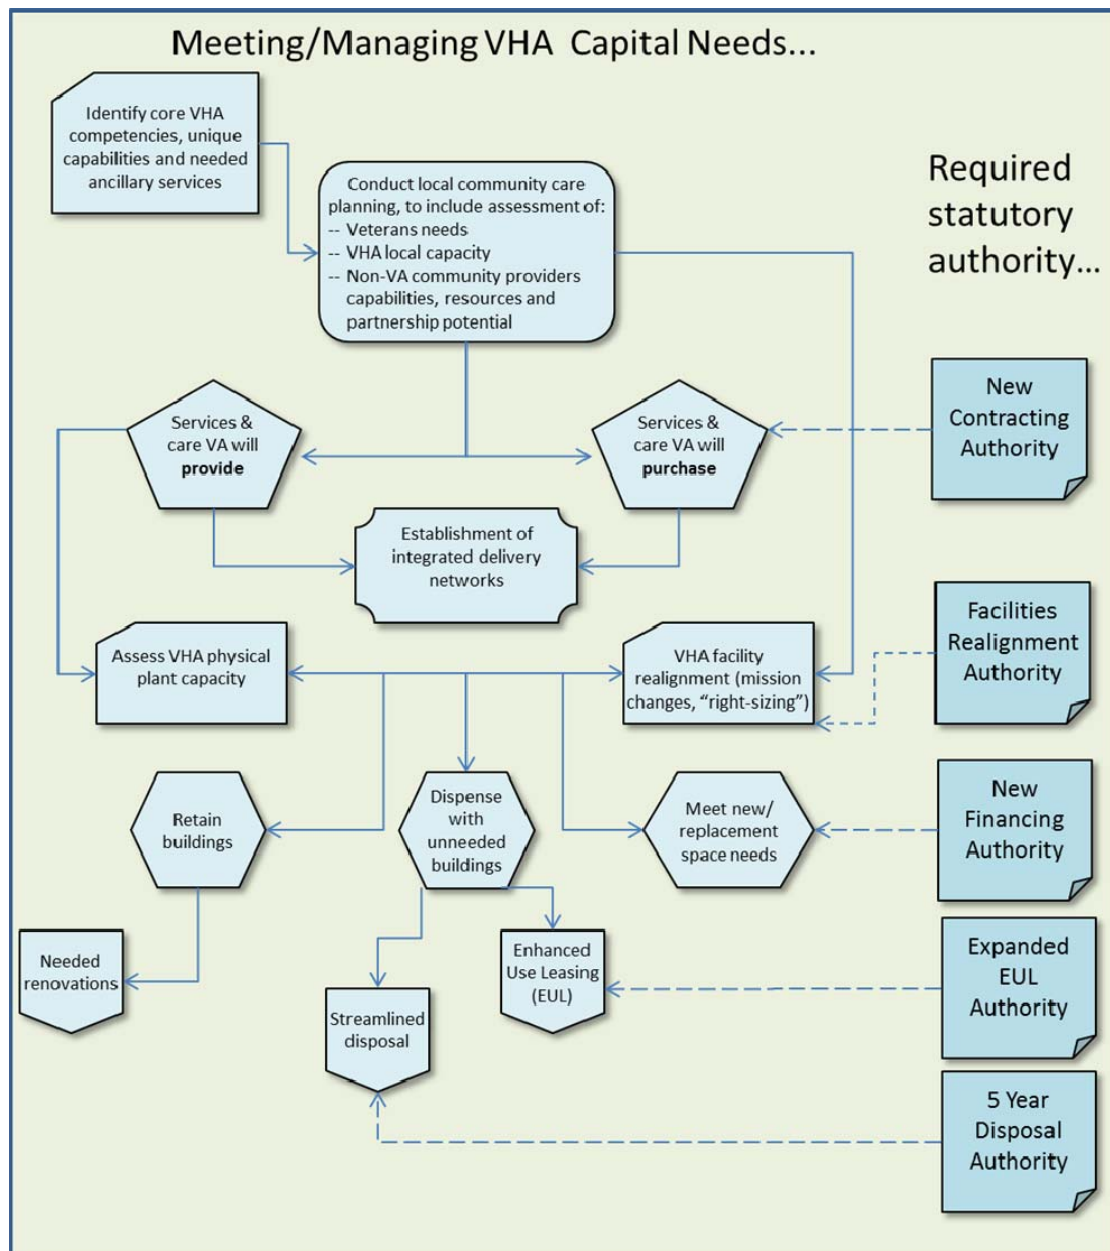 Meeting/Managing VHA Capital Needs...
Identify core VHA
competencies, unique
capabilities and needed
ancillary services
Conduct local community care
planning, to include assessment of:
-- Veterans needs
-- VHA local capacity
-- Non-VA community providers
capabilities, resources and
partnership potential
Required
statutory
authority...
Services &
care VA will
provide
Services &
care VA will
purchase
New
Contracting
Authority
Establishment of
integrated delivery
networks
Assess VHA physical
plant capacity
VHA facility
realignment (mission
changes, “right-sizing”)
Facilities
Realignment
Authority
Retain
buildings
Dispense
with
unneeded
buildings
Meet new/
replacement
space needs
New
Financing
Authority
Needed
renovations
Streamlined
disposal
Enhanced
Use Leasing
(EUL)
Expanded
EUL
Authority
5 Year
Disposal
Authority